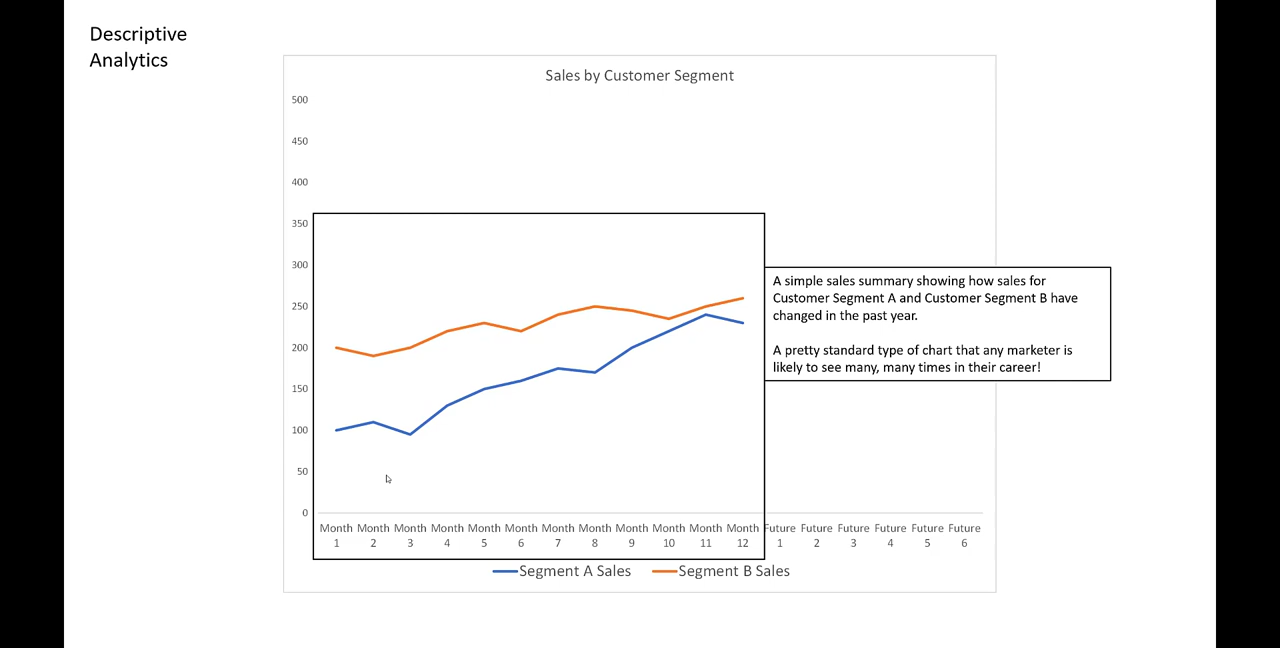 Descriptive
Analytics
Sales by Customer Segment
500
450
400
350
300
250
200
150
100
50
0
A simple sales summary showing how sales for
Customer Segment A and Customer Segment B have
changed in the past year.
A pretty standard type of chart that any marketer is
likely to see many, many times in their career!
Month Month Month Month Month Month Month Month Month Month Month Month Future Future Future Future Future Future
1 2 3 4 5 6 7 8 9 10 11 12 1 2 3 4 5 6
Segment A Sales Segment B Sales